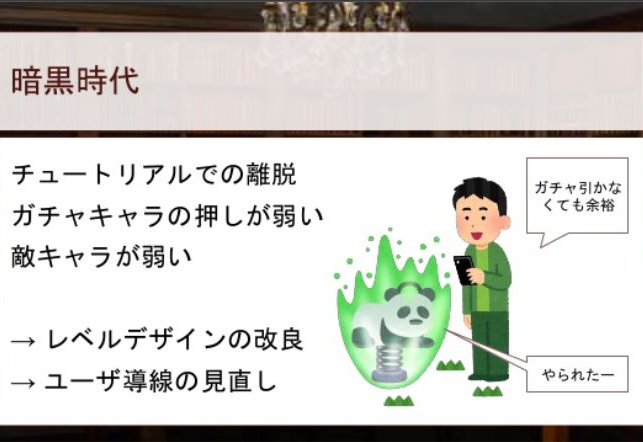 暗黒時代
チュートリアルでの離脱
ガチャキャラの押しが弱い
敵キャラが弱い
→ レベルデザインの改良
→ ユーザ導線の見直し
ガチャ引かな
くても余裕
やられたー